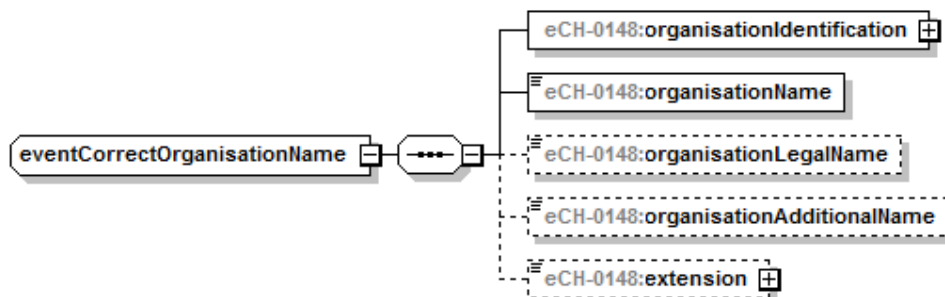 eCH-0148:organisationIdentification
eCH-0148:organisationName
eventCorrectOrganisationName
eCH-0148:organisationLegalName
eCH-0148:organisationAdditionalName
eCH-0148:extension